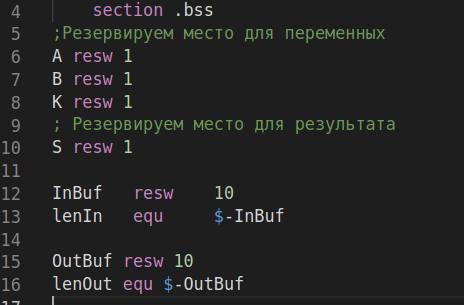 4 section .bss
5 ;Резервируем место для переменных
6 A resw 1
7 B resw 1
8 K resw 1
9 ; Резервируем место для результата
10 S resw 1
11
12 InBuf resw 10
13 lenIn equ $-InBuf
14
15 OutBuf resw 10
16 lenOut equ $-OutBuf
17